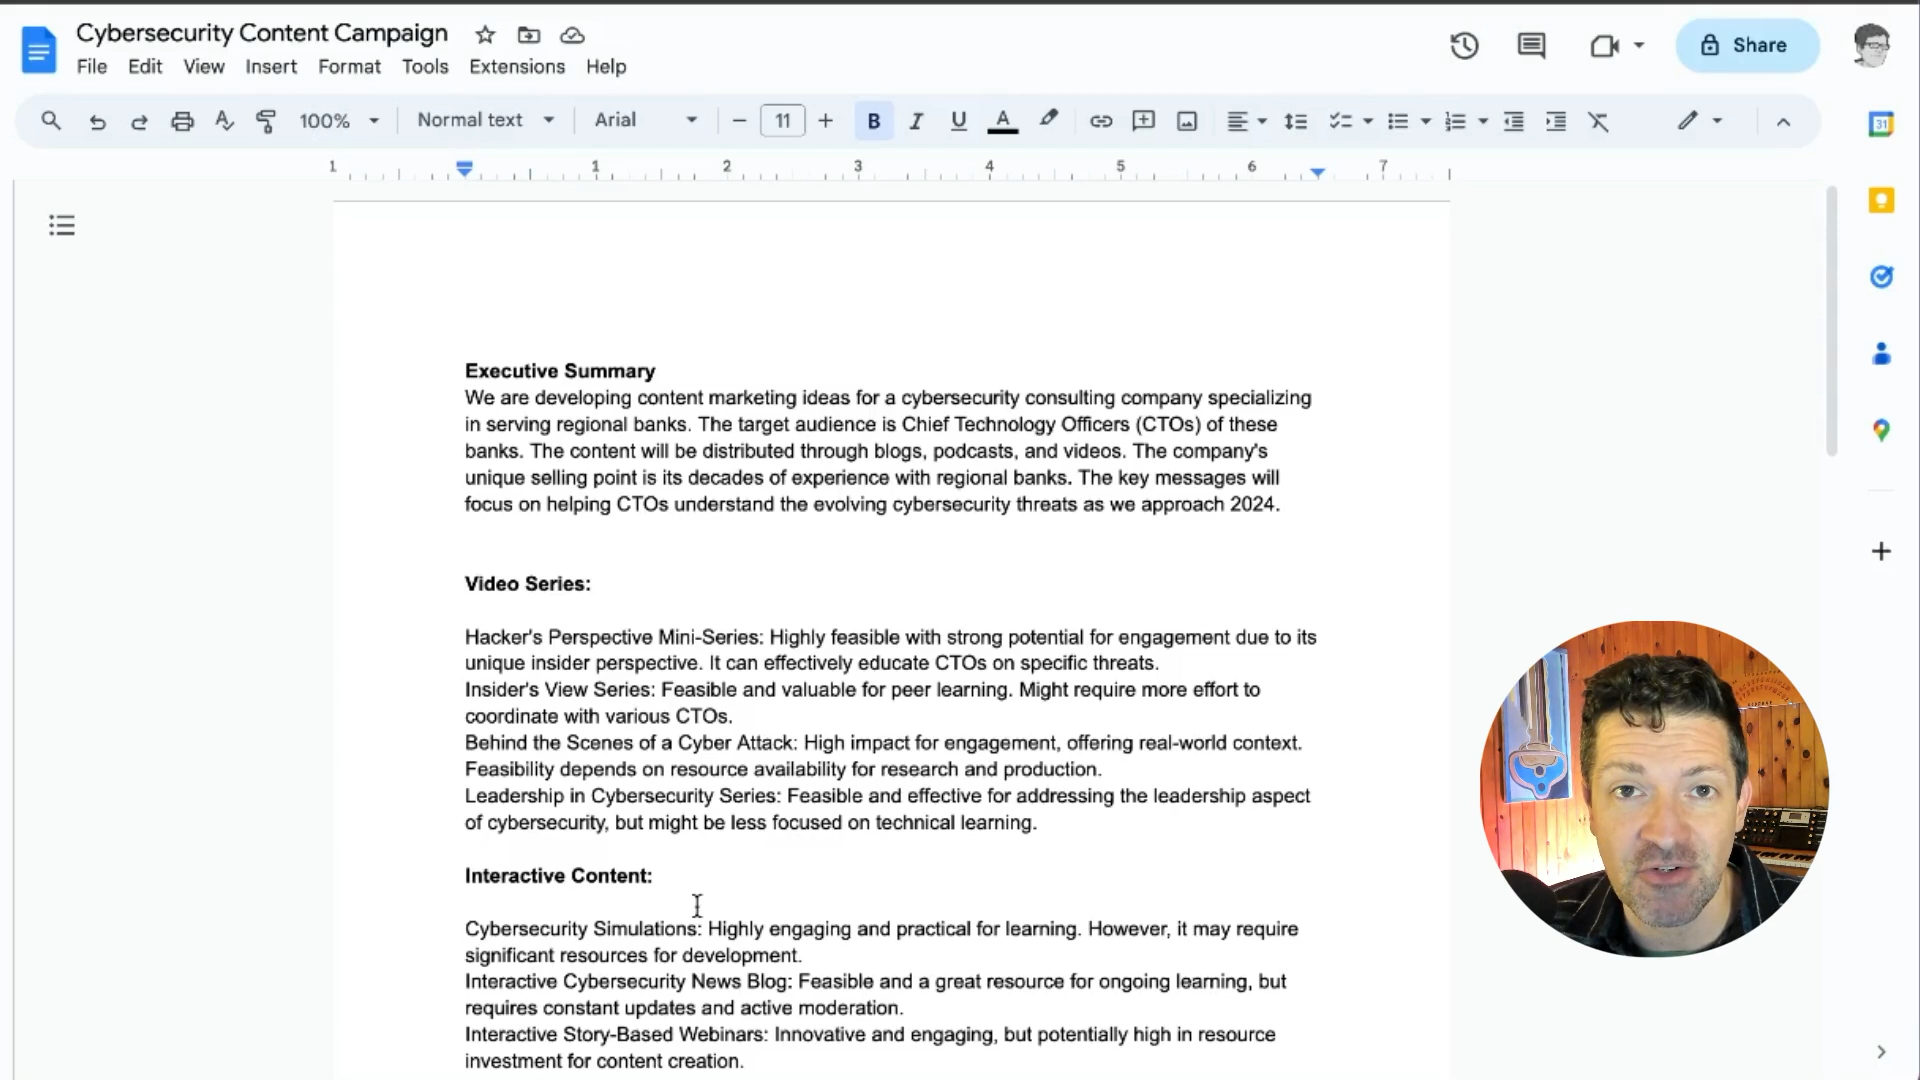 Cybersecurity Content Campaign
File Edit View Insert Format Tools Extensions Help
Share
100% Normal text Arial 11 B I U A
1 1 2 3 4 5 6 7
31
Executive Summary
We are developing content marketing ideas for a cybersecurity consulting company specializing
in serving regional banks. The target audience is Chief Technology Officers (CTOs) of these
banks. The content will be distributed through blogs, podcasts, and videos. The company's
unique selling point is its decades of experience with regional banks. The key messages will
focus on helping CTOs understand the evolving cybersecurity threats as we approach 2024.
Video Series:
Hacker's Perspective Mini-Series: Highly feasible with strong potential for engagement due to its
unique insider perspective. It can effectively educate CTOs on specific threats.
Insider's View Series: Feasible and valuable for peer learning. Might require more effort to
coordinate with various CTOs.
Behind the Scenes of a Cyber Attack: High impact for engagement, offering real-world context.
Feasibility depends on resource availability for research and production.
Leadership in Cybersecurity Series: Feasible and effective for addressing the leadership aspect
of cybersecurity, but might be less focused on technical learning.
Interactive Content:
Cybersecurity Simulations: Highly engaging and practical for learning. However, it may require
significant resources for development.
Interactive Cybersecurity News Blog: Feasible and a great resource for ongoing learning, but
requires constant updates and active moderation.
Interactive Story-Based Webinars: Innovative and engaging, but potentially high in resource
investment for content creation.